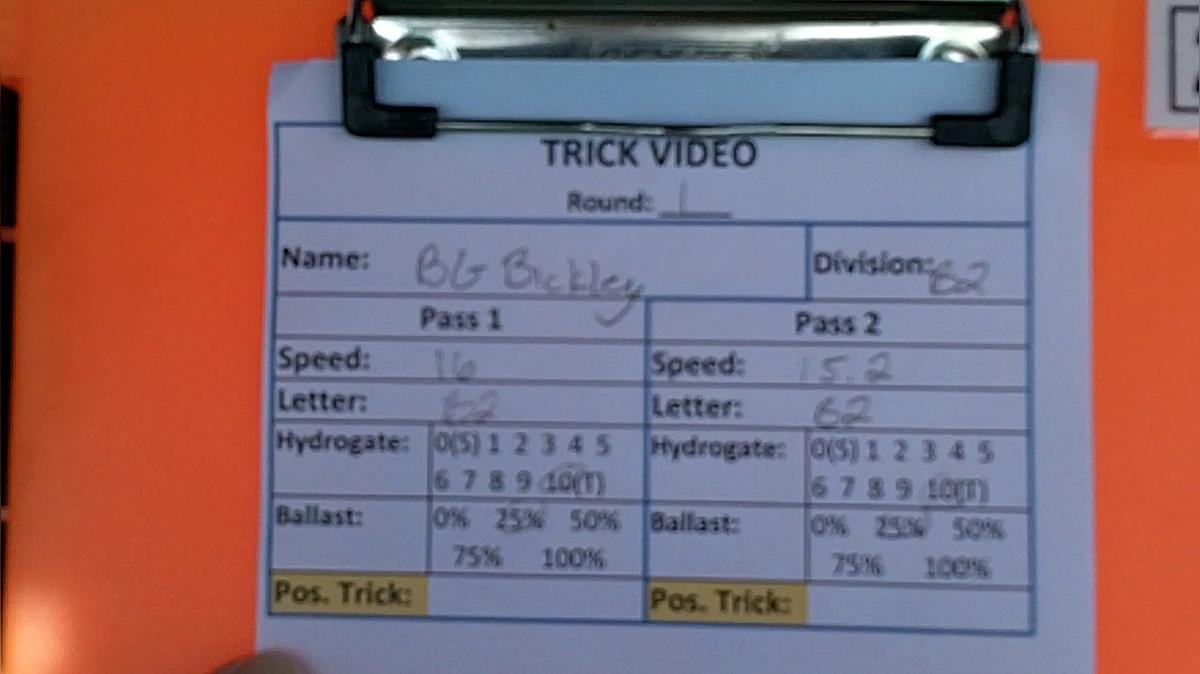 TRICK VIDEO
Round: 1
Name: BG Bickley
Division: B2
Pass 1
Pass 2
Speed: 16
Speed: 15.2
Letter: B2
Letter: B2
Hydrogate: 0(S) 1 2 3 4 5
6 7 8 9 10(T)
Hydrogate: 0(S) 1 2 3 4 5
6 7 8 9 10(T)
Ballast: 0% 25% 50%
75% 100%
Ballast: 0% 25% 50%
75% 100%
Pos. Trick:
Pos. Trick: